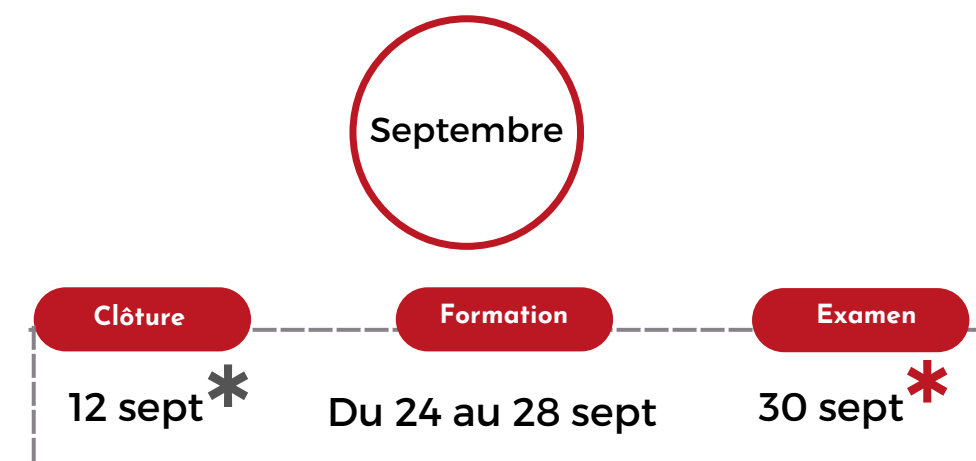 Septembre
Clôture
Formation
Examen
12 sept*
Du 24 au 28 sept
30 sept*